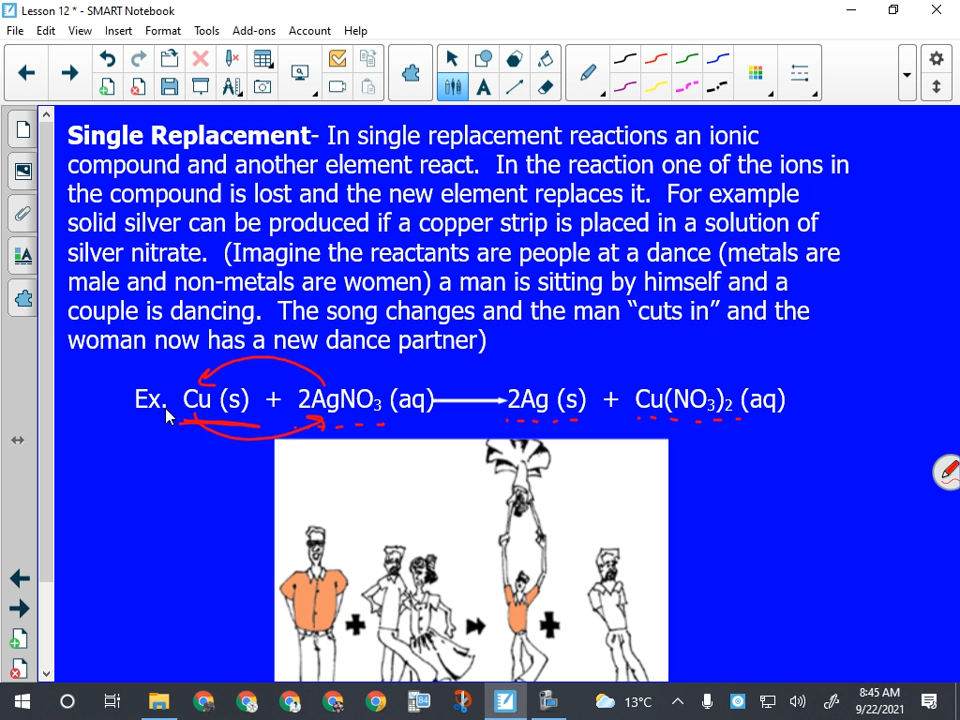 Lesson 12 * - SMART Notebook
File Edit View Insert Format Tools Add-ons Account Help
Single Replacement- In single replacement reactions an ionic
compound and another element react. In the reaction one of the ions in
the compound is lost and the new element replaces it. For example
solid silver can be produced if a copper strip is placed in a solution of
silver nitrate. (Imagine the reactants are people at a dance (metals are
male and non-metals are women) a man is sitting by himself and a
couple is dancing. The song changes and the man “cuts in” and the
woman now has a new dance partner)
Ex. Cu (s) + 2AgNO₃ (aq) → 2Ag (s) + Cu(NO₃)₂ (aq)
13°C
8:45 AM
9/22/2021